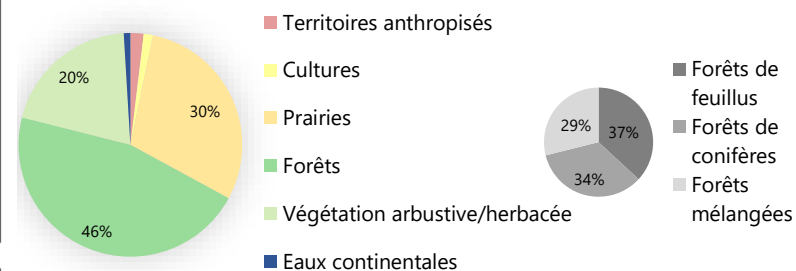 20%
30%
46%
Territoires anthropisés
Cultures
Prairies
Forêts
Végétation arbustive/herbacée
Eaux continentales
29%
37%
34%
Forêts de
feuillus
Forêts de
conifères
Forêts
mélangées